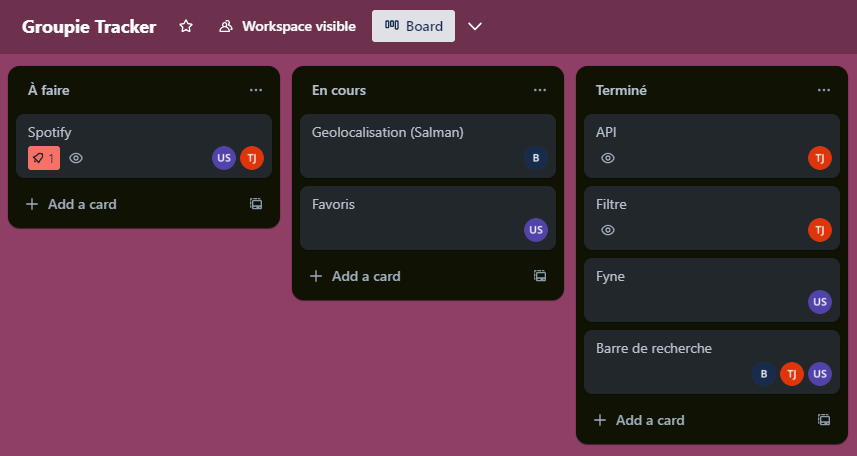 Groupie Tracker Workspace visible Board
À faire
Spotify
1 US TJ
Add a card
En cours
Geolocalisation (Salman)
B
Favoris
US
Add a card
Terminé
API
TJ
Filtre
TJ
Fyne
US
Barre de recherche
B TJ US
Add a card